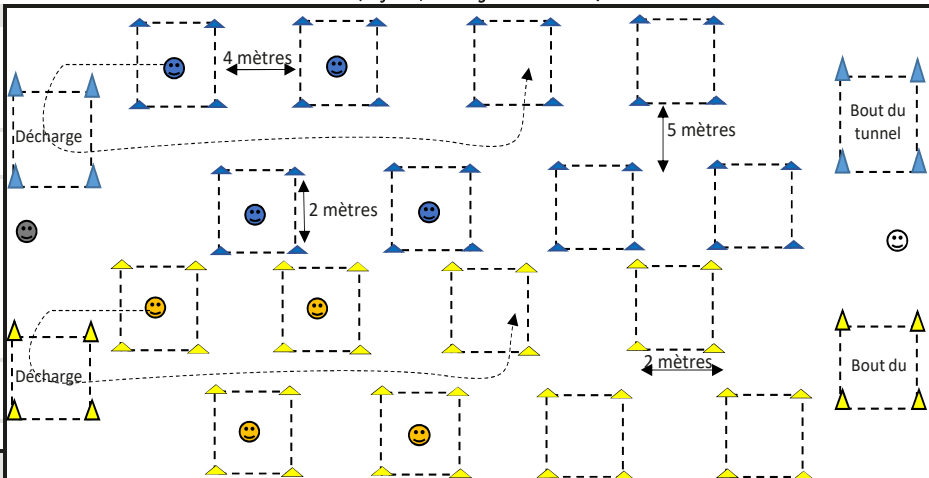 4 mètres
Décharge
5 mètres
Bout du
tunnel
2 mètres
2 mètres
Décharge
Bout du